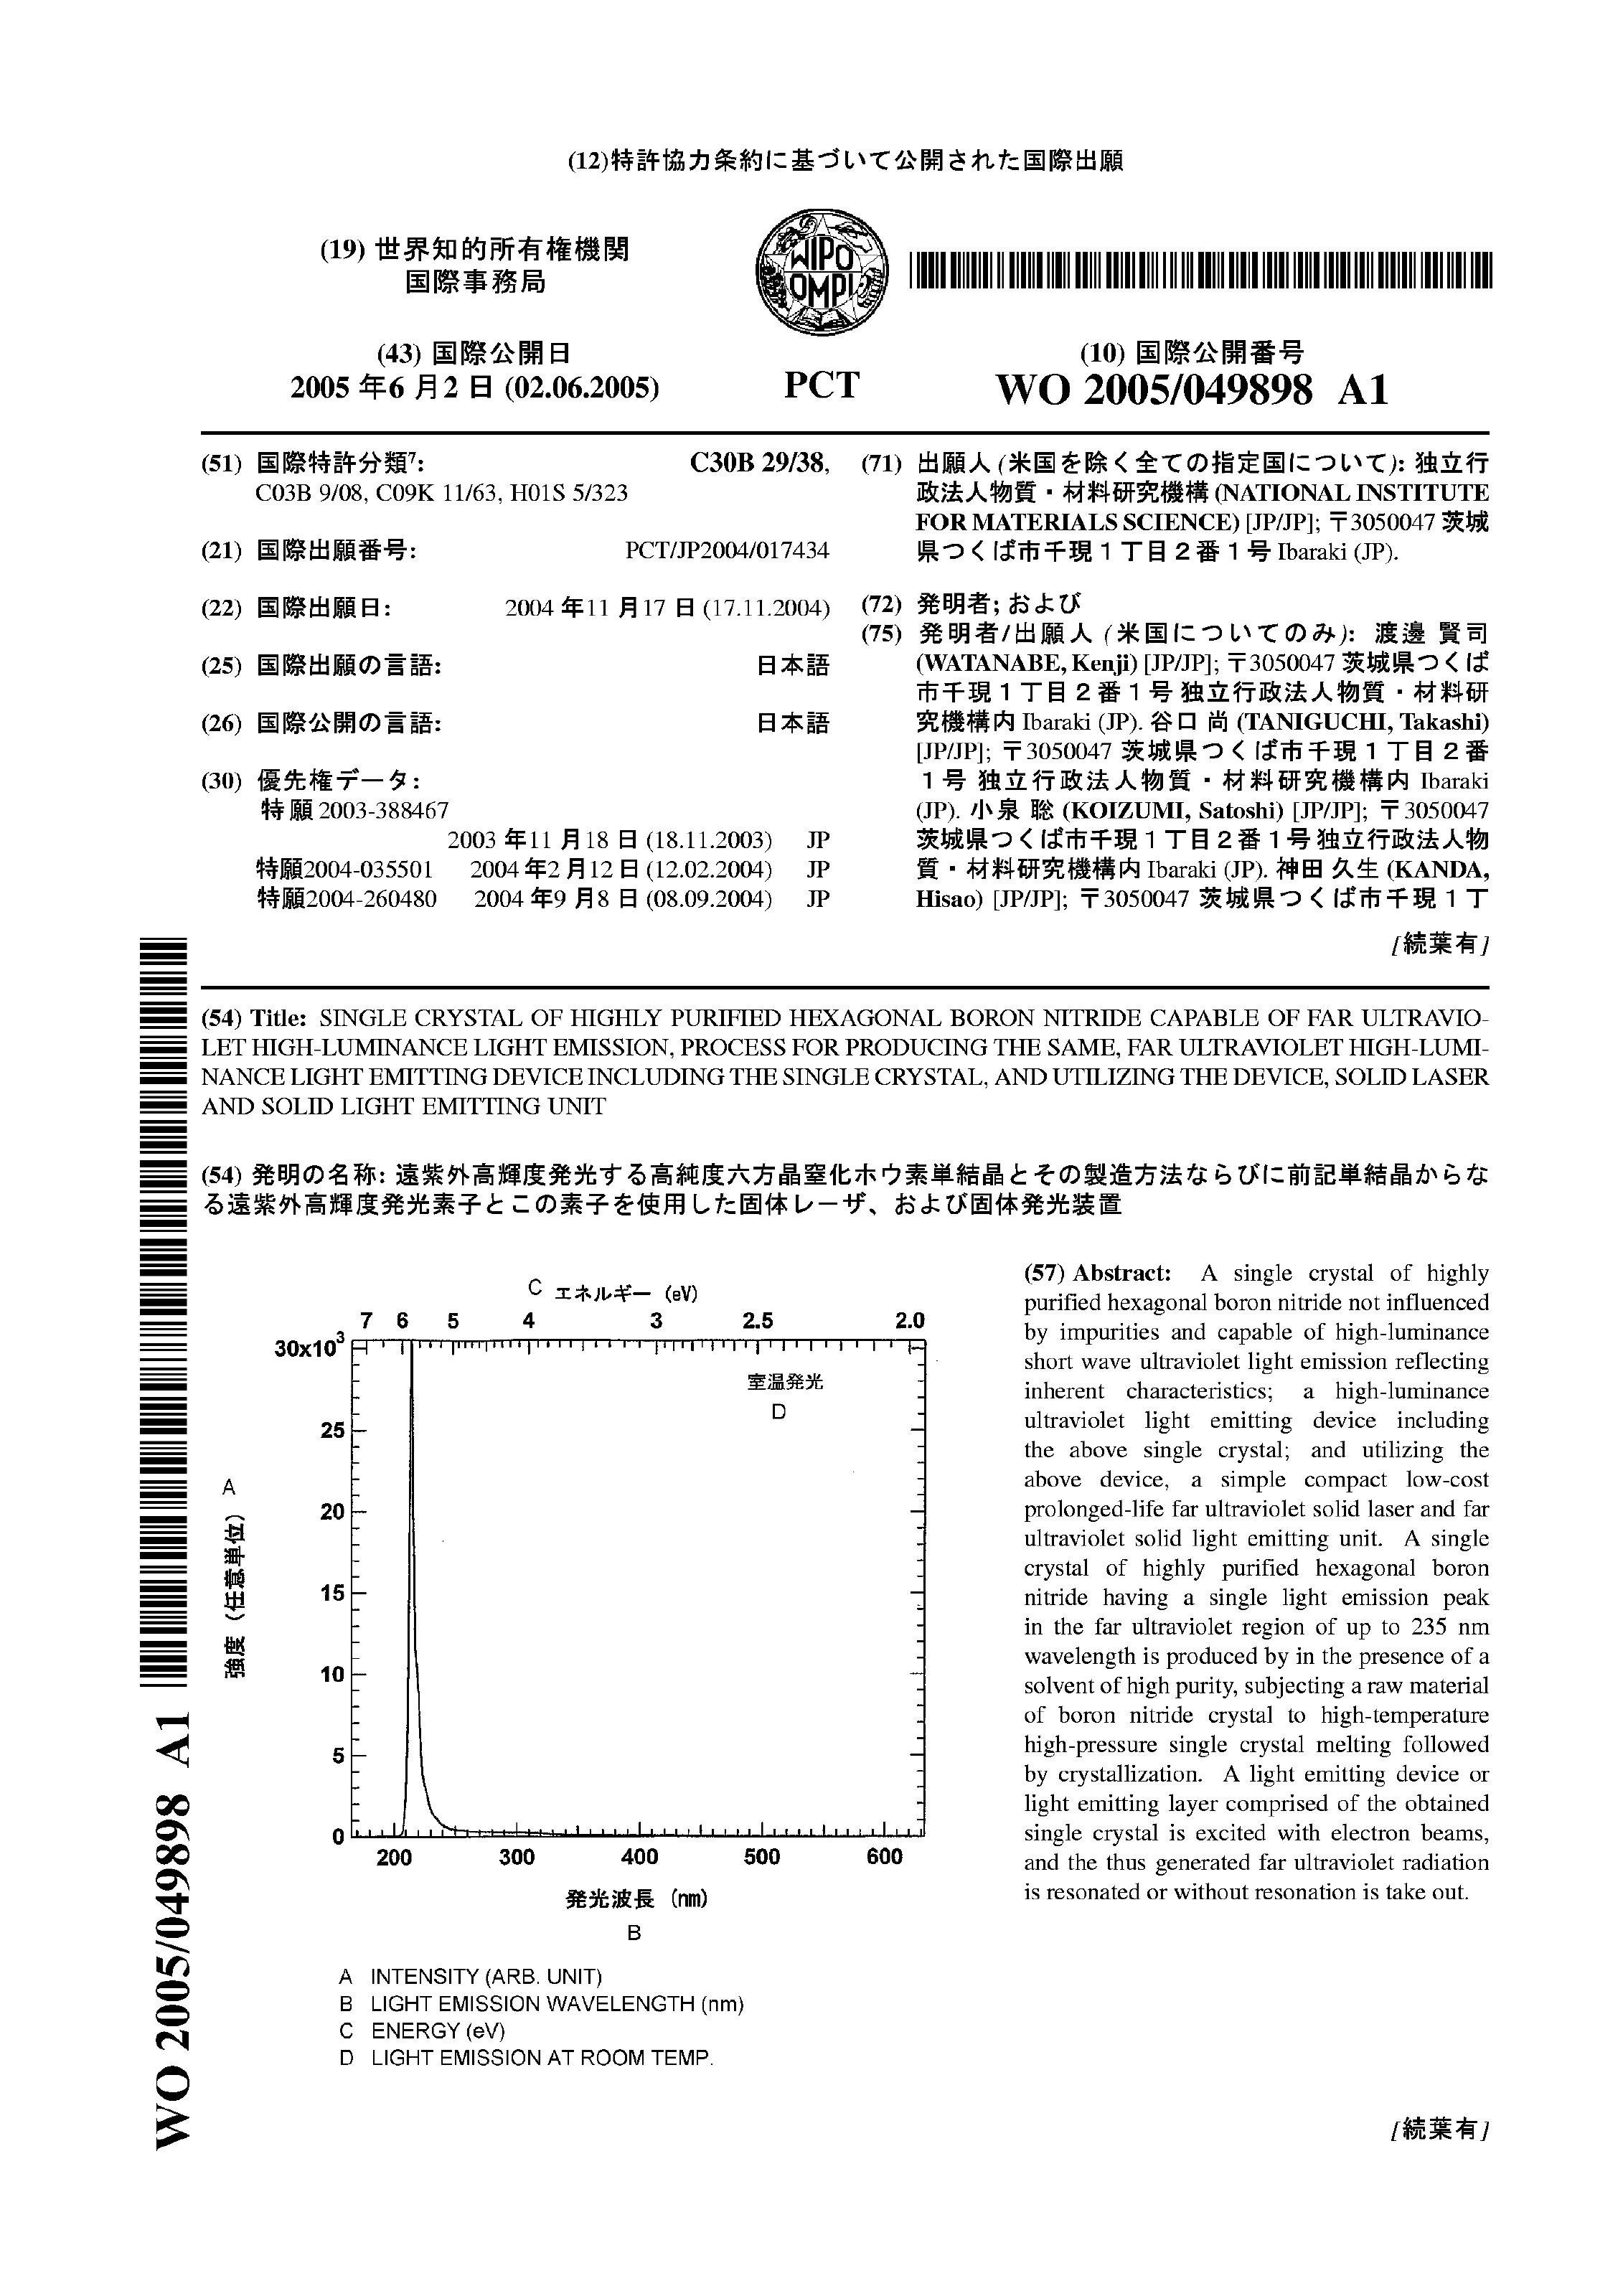 (12)特許協力条約に基づいて公開された国際出願
(19) 世界知的所有権機関
国際事務局
WIPO
OMPI
(43) 国際公開日
2005 年6 月2 日 (02.06.2005)
PCT
(10) 国際公開番号
WO 2005/049898 A1
(51) 国際特許分類7: C30B 29/38,
C03B 9/08, C09K 11/63, H01S 5/323
(21) 国際出願番号: PCT/JP2004/017434
(22) 国際出願日: 2004 年11 月17 日 (17.11.2004)
(25) 国際出願の言語: 日本語
(26) 国際公開の言語: 日本語
(30) 優先権データ:
特願 2003-388467
2003 年11 月18 日 (18.11.2003) JP
特願2004-035501 2004 年2 月12 日 (12.02.2004) JP
特願2004-260480 2004 年9 月8 日 (08.09.2004) JP
(71) 出願人 (米国を除く全ての指定国について): 独立行
政法人物質・材料研究機構 (NATIONAL INSTITUTE
FOR MATERIALS SCIENCE) [JP/JP]; 〒3050047 茨城
県つくば市千現1丁目2番1号 Ibaraki (JP).
(72) 発明者; および
(75) 発明者/出願人 (米国についてのみ): 渡邊 賢司
(WATANABE, Kenji) [JP/JP]; 〒3050047 茨城県つくば
市千現1丁目2番1号 独立行政法人物質・材料研
究機構内 Ibaraki (JP). 谷口 尚 (TANIGUCHI, Takashi)
[JP/JP]; 〒3050047 茨城県つくば市千現1丁目2番
1号 独立行政法人物質・材料研究機構内 Ibaraki
(JP). 小泉 聡 (KOIZUMI, Satoshi) [JP/JP]; 〒3050047
茨城県つくば市千現1丁目2番1号 独立行政法人物
質・材料研究機構内 Ibaraki (JP). 神田 久生 (KANDA,
Hisao) [JP/JP]; 〒3050047 茨城県つくば市千現1丁
[続葉有]
(54) Title: SINGLE CRYSTAL OF HIGHLY PURIFIED HEXAGONAL BORON NITRIDE CAPABLE OF FAR ULTRAVIO-
LET HIGH-LUMINANCE LIGHT EMISSION, PROCESS FOR PRODUCING THE SAME, FAR ULTRAVIOLET HIGH-LUMI-
NANCE LIGHT EMITTING DEVICE INCLUDING THE SINGLE CRYSTAL, AND UTILIZING THE DEVICE, SOLID LASER
AND SOLID LIGHT EMITTING UNIT
(54) 発明の名称: 遠紫外高輝度発光する高純度六方晶窒化ホウ素単結晶とその製造方法ならびに前記単結晶からな
る遠紫外高輝度発光素子とこの素子を使用した固体レーザ、および固体発光装置
C エネルギー (eV)
7 6 5 4 3 2.5 2.0
30x10³
25
20
15
10
5
0
室温発光
D
A
強度 (任意単位)
200 300 400 500 600
発光波長 (nm)
B
A INTENSITY (ARB. UNIT)
B LIGHT EMISSION WAVELENGTH (nm)
C ENERGY (eV)
D LIGHT EMISSION AT ROOM TEMP.
(57) Abstract: A single crystal of highly
purified hexagonal boron nitride not influenced
by impurities and capable of high-luminance
short wave ultraviolet light emission reflecting
inherent characteristics; a high-luminance
ultraviolet light emitting device including
the above single crystal; and utilizing the
above device, a simple compact low-cost
prolonged-life far ultraviolet solid laser and far
ultraviolet solid light emitting unit. A single
crystal of highly purified hexagonal boron
nitride having a single light emission peak
in the far ultraviolet region of up to 235 nm
wavelength is produced by in the presence of a
solvent of high purity, subjecting a raw material
of boron nitride crystal to high-temperature
high-pressure single crystal melting followed
by crystallization. A light emitting device or
light emitting layer comprised of the obtained
single crystal is excited with electron beams,
and the thus generated far ultraviolet radiation
is resonated or without resonation is take out.
WO 2005/049898 A1
[続葉有]